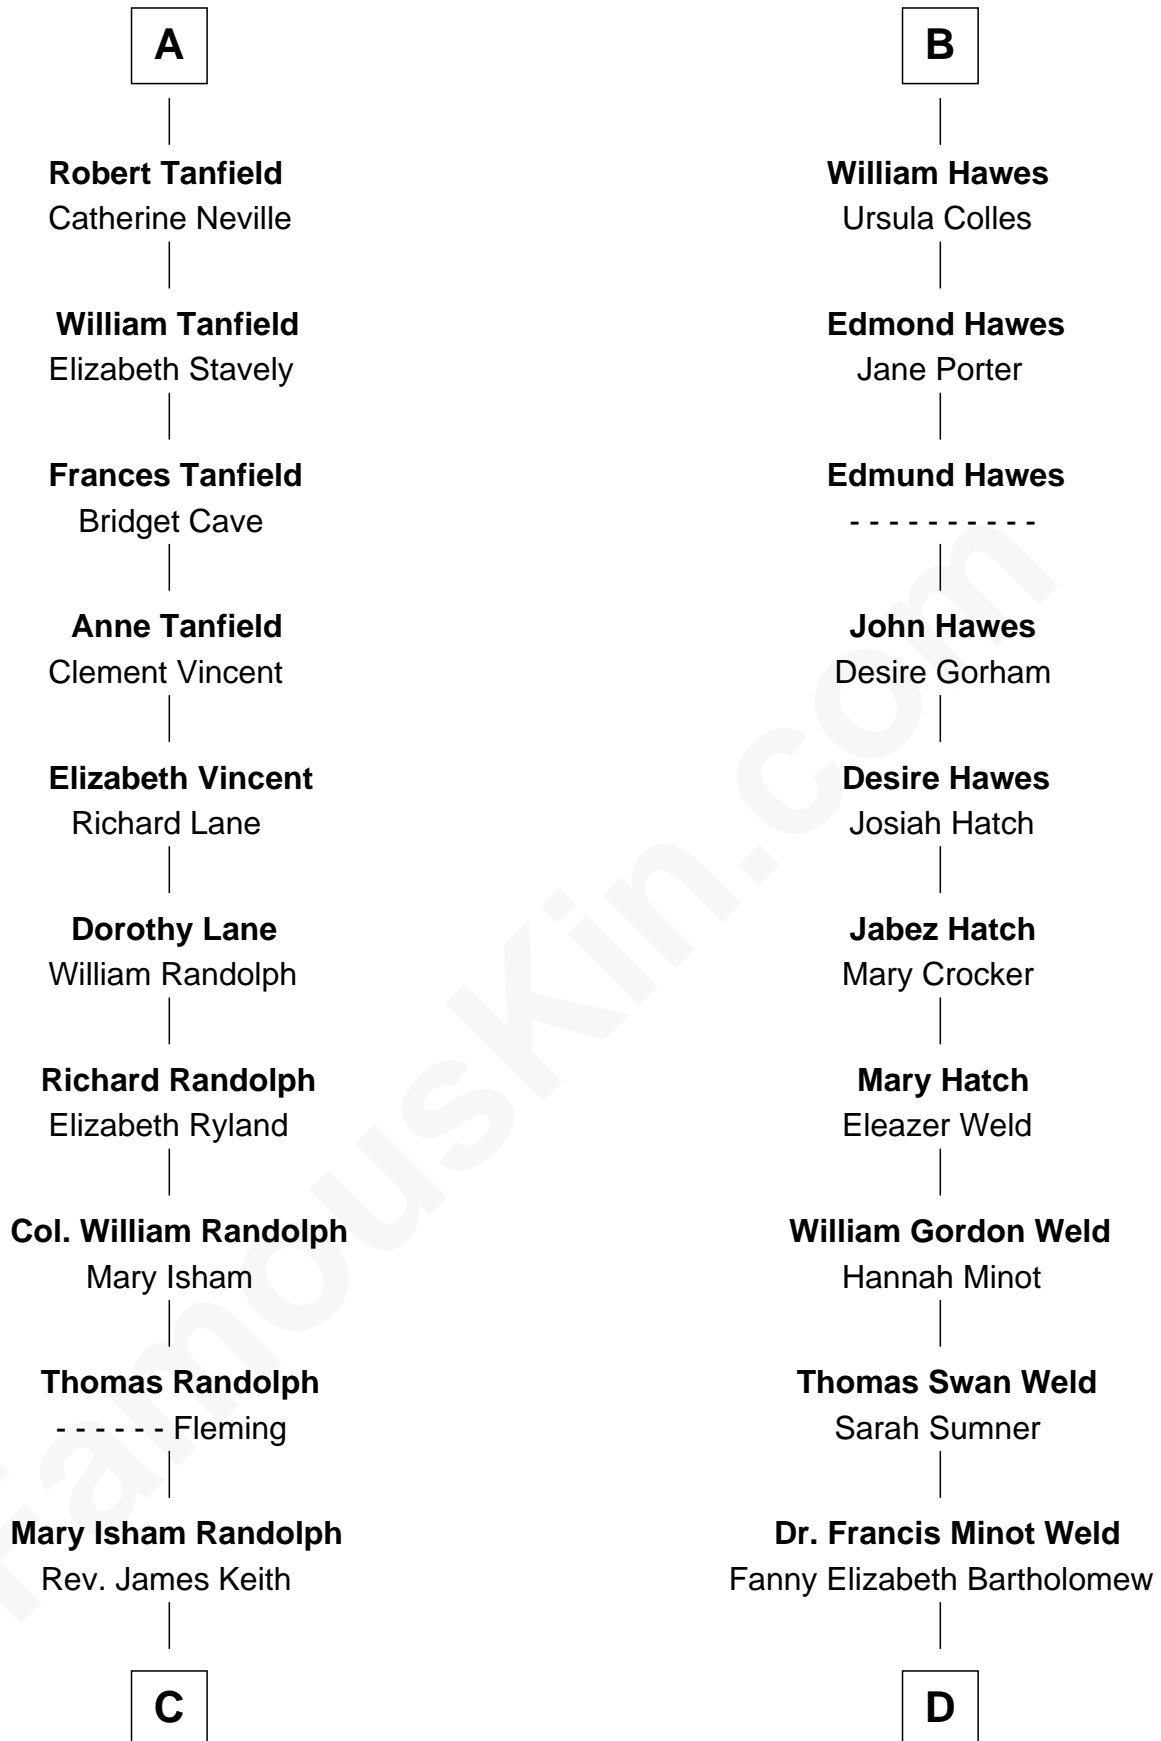 A
Robert Tanfield
Catherine Neville
William Tanfield
Elizabeth Stavely
Frances Tanfield
Bridget Cave
Anne Tanfield
Clement Vincent
Elizabeth Vincent
Richard Lane
Dorothy Lane
William Randolph
Richard Randolph
Elizabeth Ryland
Col. William Randolph
Mary Isham
Thomas Randolph
- - - - - - Fleming
Mary Isham Randolph
Rev. James Keith
C
B
William Hawes
Ursula Colles
Edmond Hawes
Jane Porter
Edmund Hawes
- - - - - - - - - -
John Hawes
Desire Gorham
Desire Hawes
Josiah Hatch
Jabez Hatch
Mary Crocker
Mary Hatch
Eleazer Weld
William Gordon Weld
Hannah Minot
Thomas Swan Weld
Sarah Sumner
Dr. Francis Minot Weld
Fanny Elizabeth Bartholomew
D
FamousKin.com